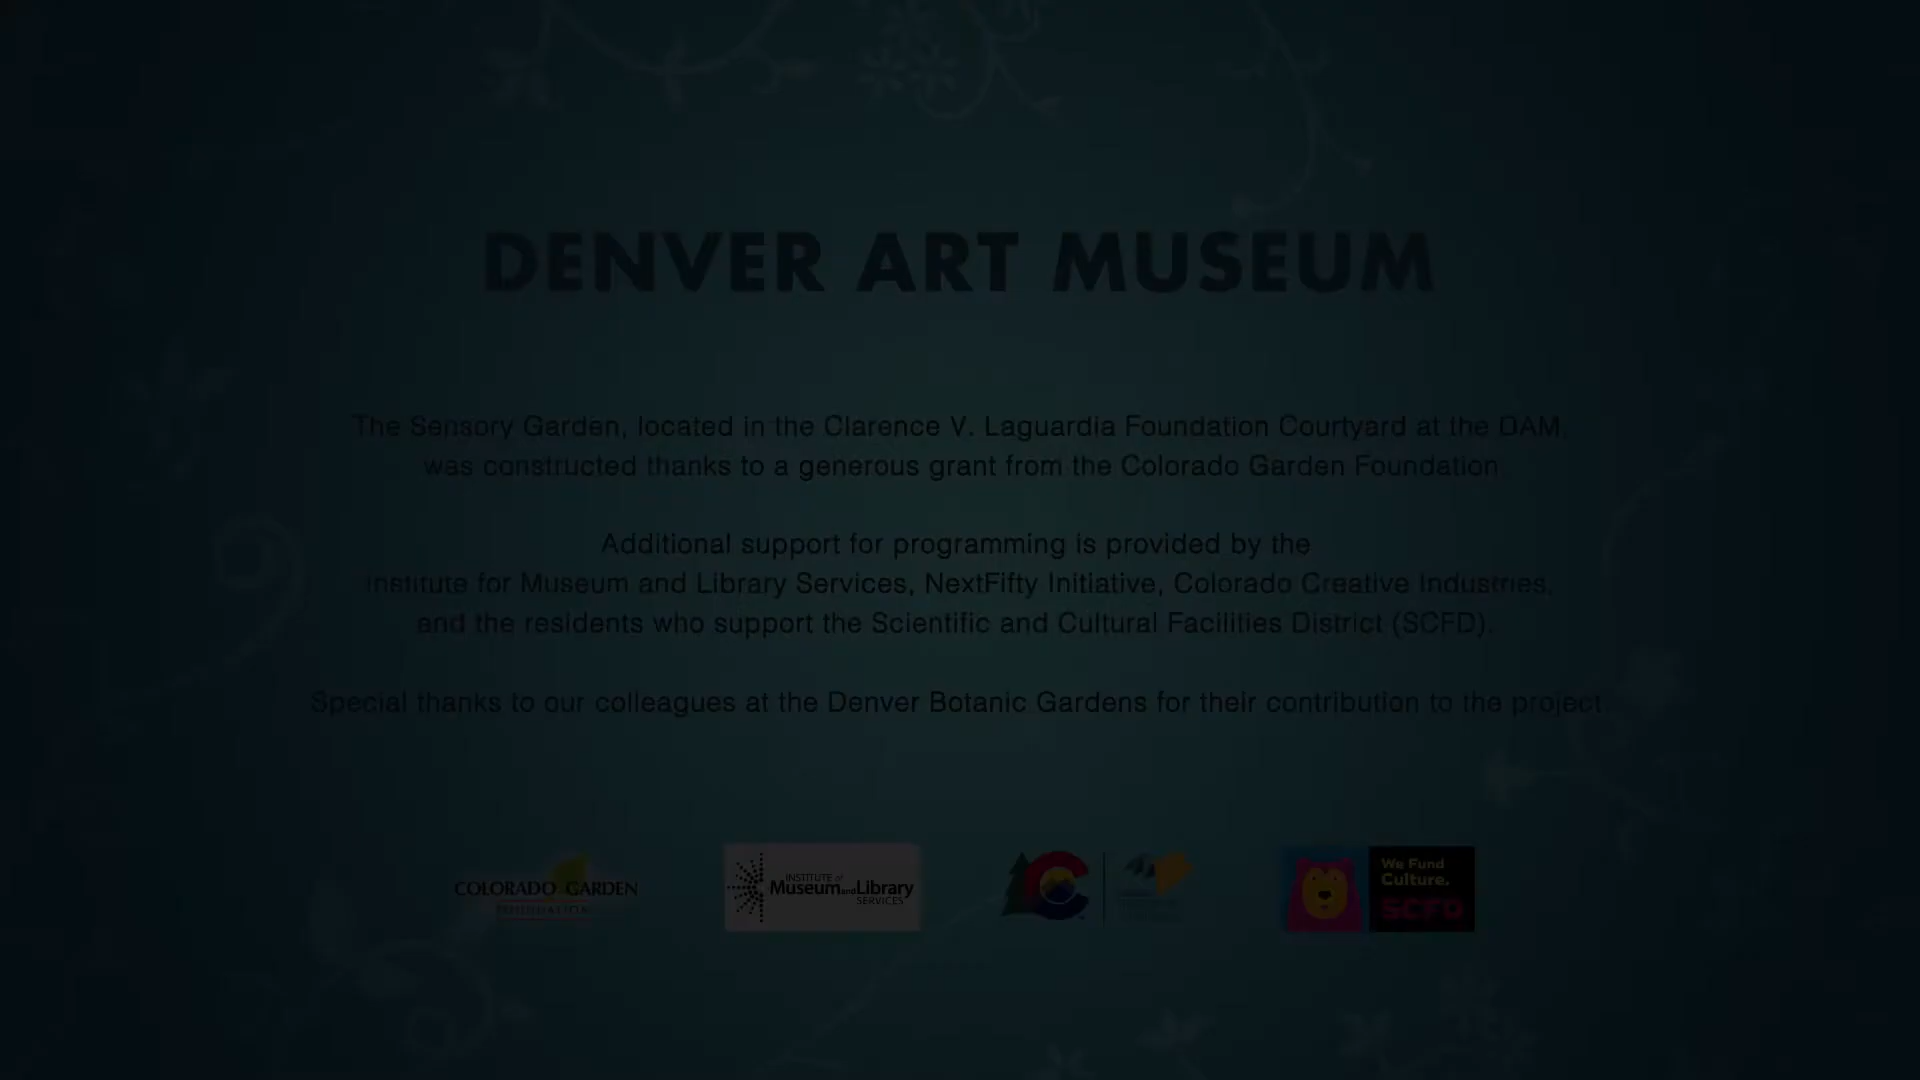 DENVER ART MUSEUM
The Sensory Garden, located in the Clarence V. Laguardia Foundation Courtyard at the DAM,
was constructed thanks to a generous grant from the Colorado Garden Foundation
Additional support for programming is provided by the
Institute for Museum and Library Services, NextFifty Initiative, Colorado Creative Industries,
and the residents who support the Scientific and Cultural Facilities District (SCFD).
Special thanks to our colleagues at the Denver Botanic Gardens for their contribution to the project.
COLORADO GARDEN
FOUNDATION
INSTITUTE of
Museum and Library
SERVICES
We Fund
Culture.
SCFD